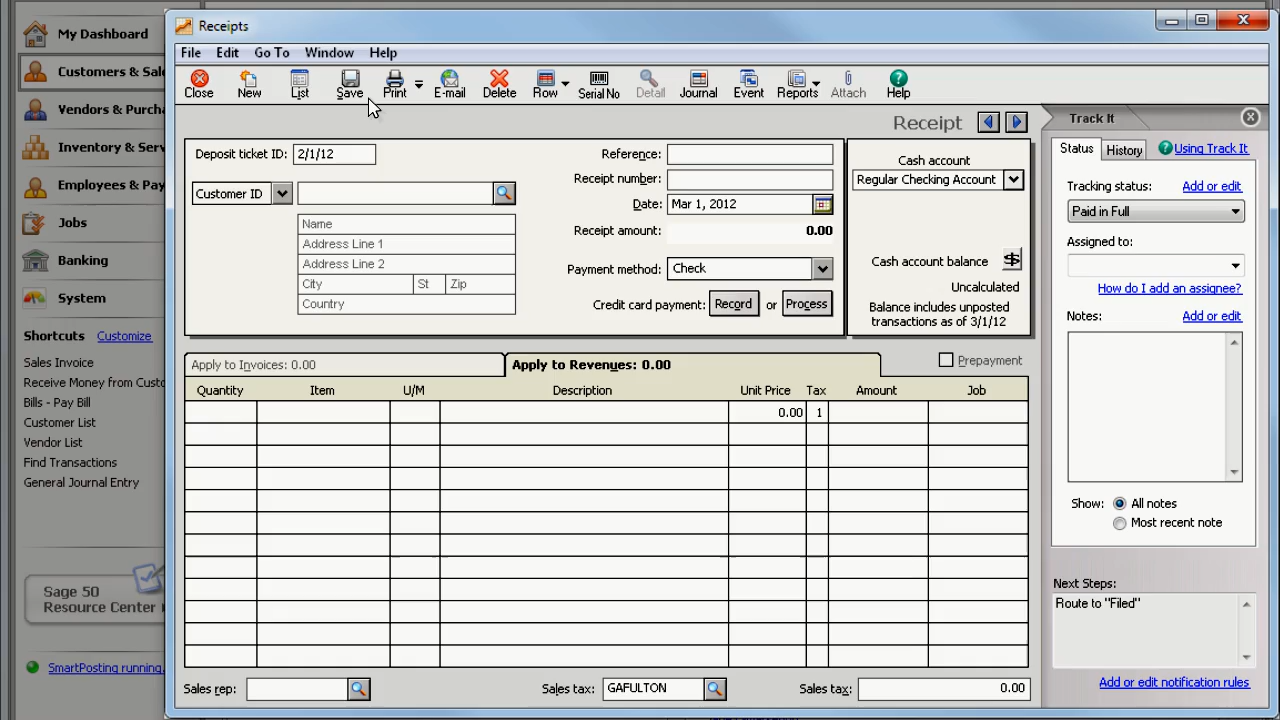 Receipts
File Edit Go To Window Help
Close New List Save Print E-mail Delete Row Serial No Detail Journal Event Reports Attach Help
My Dashboard
Customers & Sale
Vendors & Purcha
Inventory & Serv
Employees & Pay
Jobs
Banking
System
Shortcuts Customize
Sales Invoice
Receive Money from Custo
Bills - Pay Bill
Customer List
Vendor List
Find Transactions
General Journal Entry
Sage 50
Resource Center
SmartPosting running.
Receipt
Deposit ticket ID: 2/1/12
Customer ID
Name
Address Line 1
Address Line 2
City St Zip
Country
Reference:
Receipt number:
Date: Mar 1, 2012
Receipt amount: 0.00
Payment method: Check
Credit card payment: Record or Process
Cash account
Regular Checking Account
Cash account balance
Uncalculated
Balance includes unposted
transactions as of 3/1/12
Apply to Invoices: 0.00 Apply to Revenues: 0.00 Prepayment
Quantity Item U/M Description Unit Price Tax Amount Job
0.00 1
Sales rep: Sales tax: GAFULTON Sales tax: 0.00
Track It
Status History Using Track It
Tracking status: Add or edit
Paid in Full
Assigned to:
How do I add an assignee?
Notes: Add or edit
Show: All notes
Most recent note
Next Steps:
Route to "Filed"
Add or edit notification rules